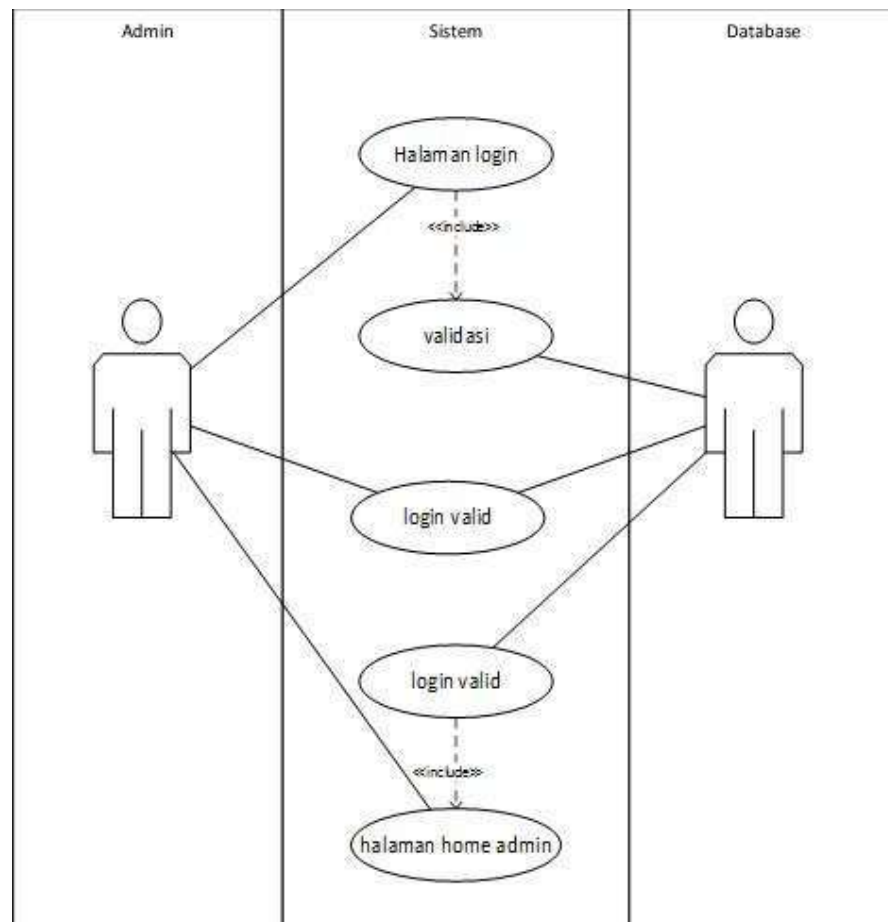 Admin
Sistem
Database
Halaman login
<<include>>
validasi
login valid
login valid
<<include>>
halaman home admin